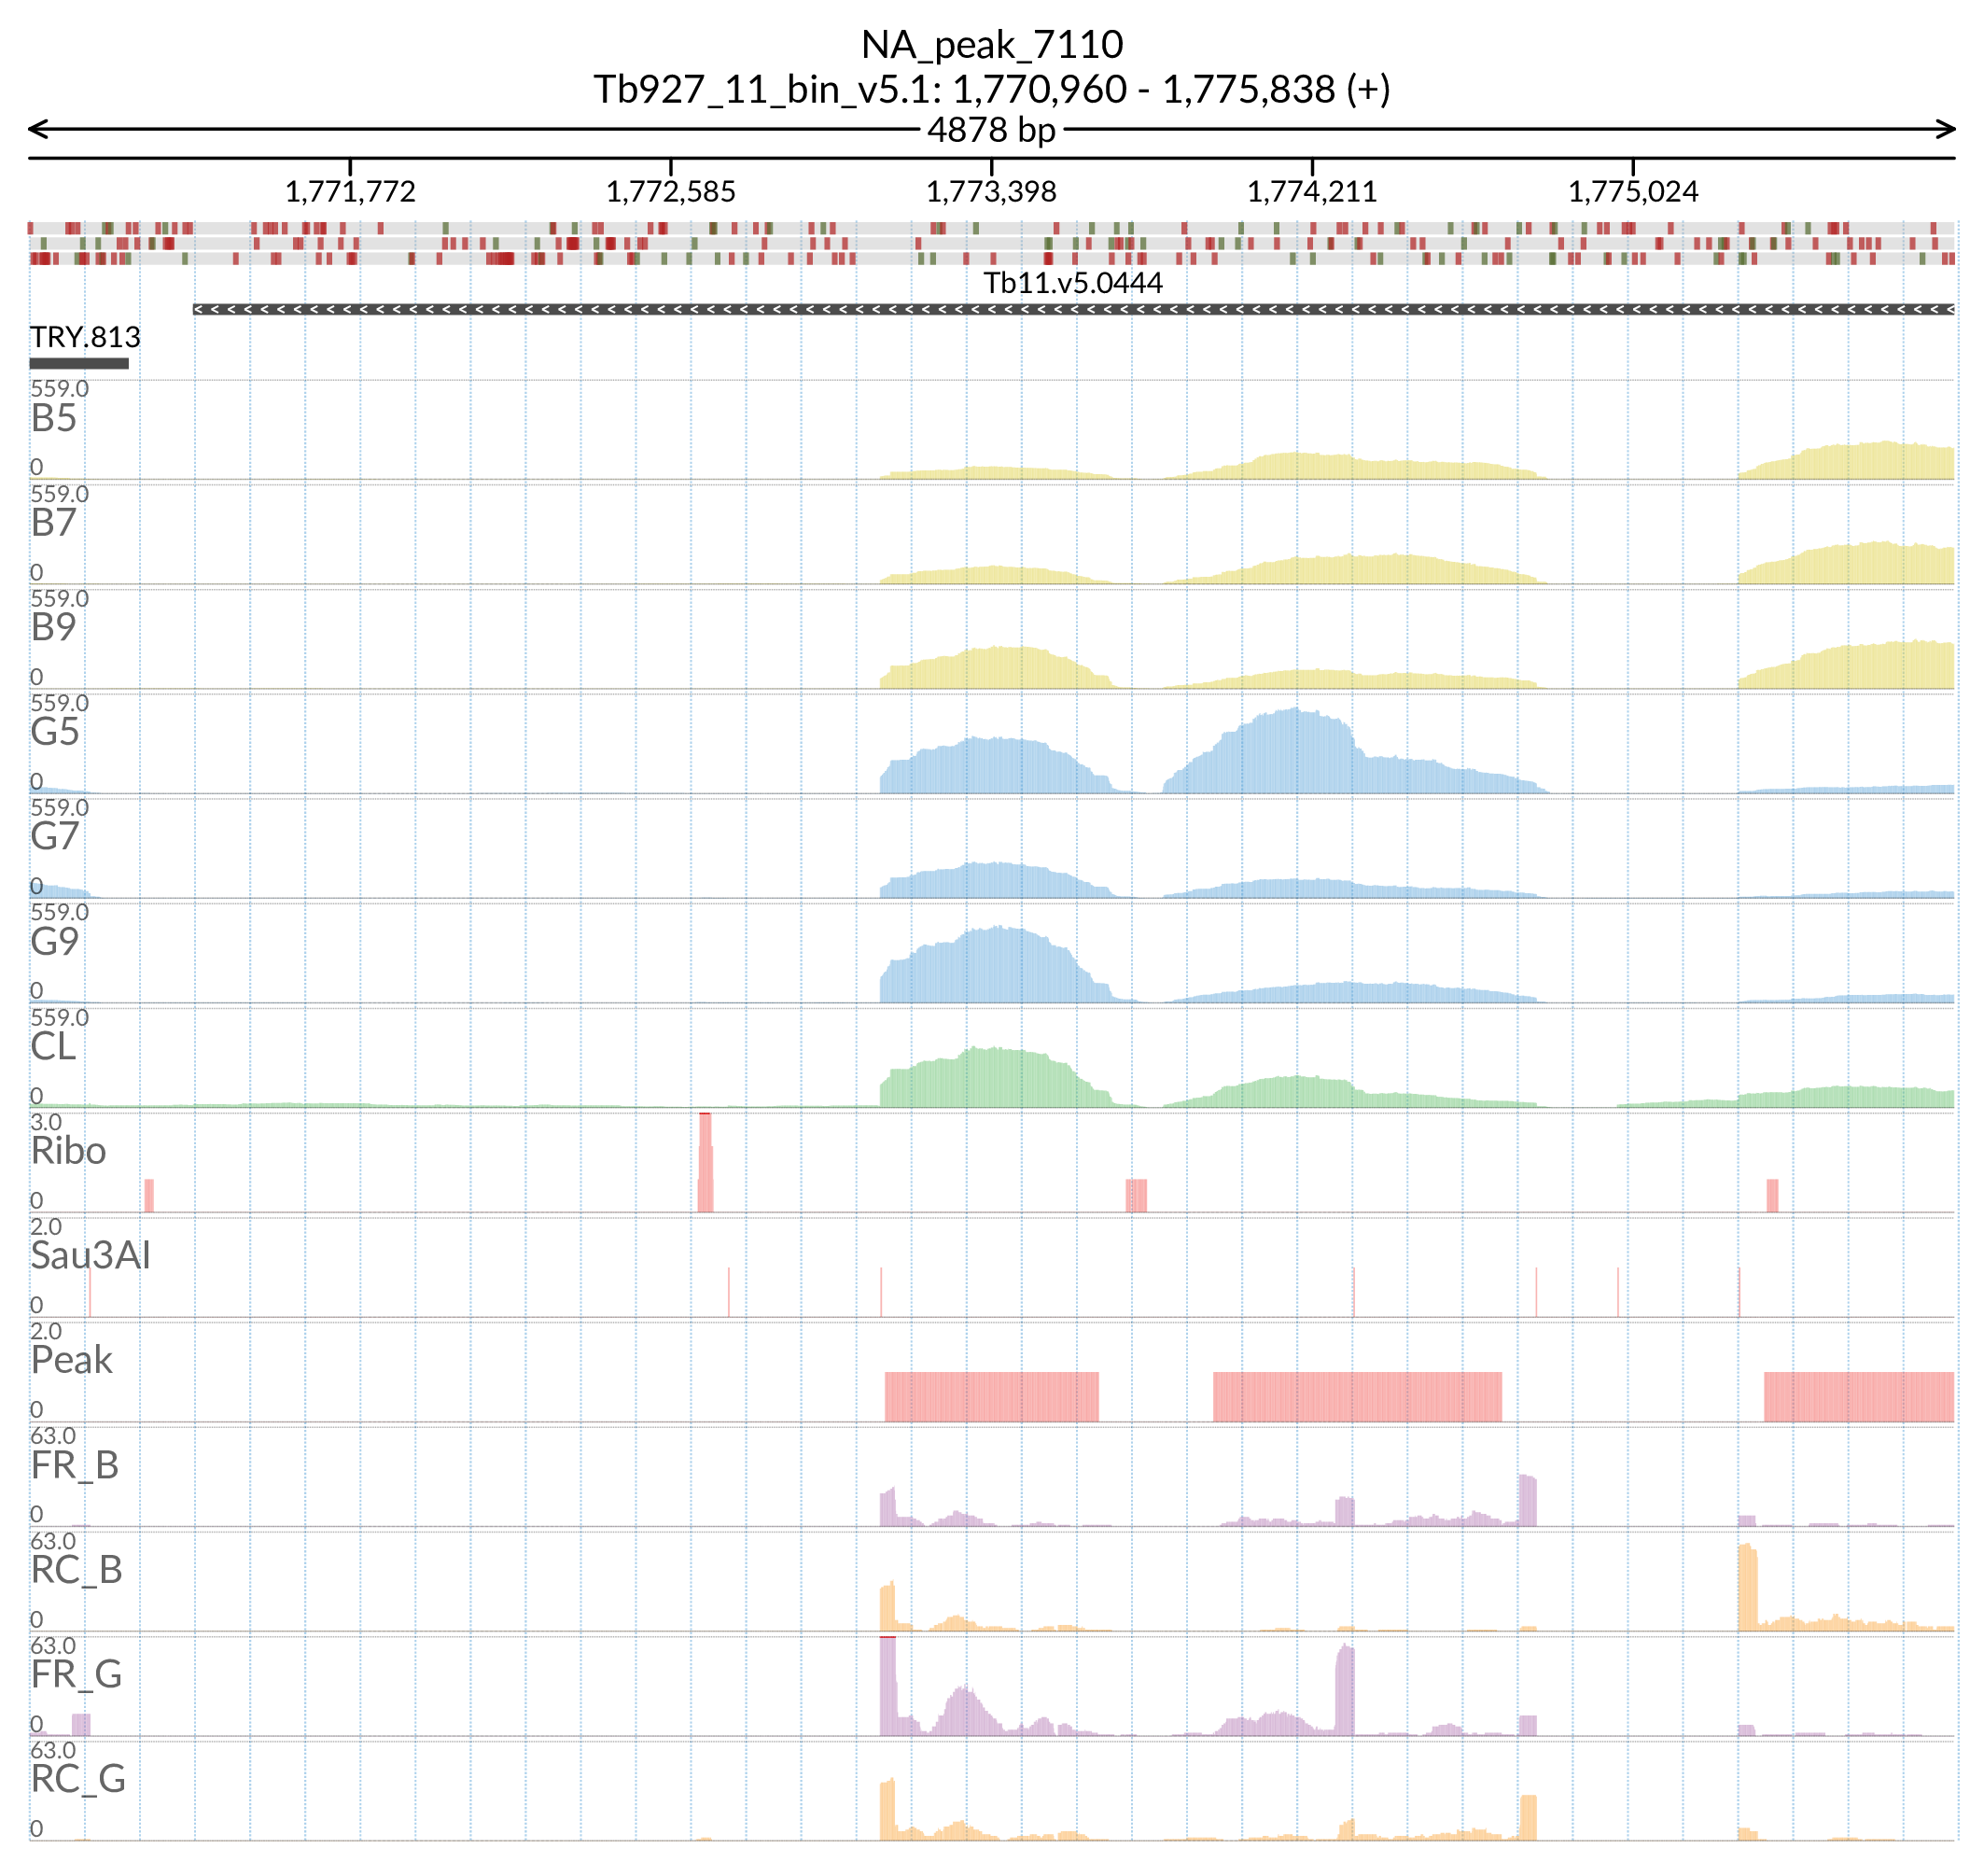 NA_peak_7110
Tb927_11_bin_v5.1: 1,770,960 - 1,775,838 (+)
4878 bp
1,771,772 1,772,585 1,773,398 1,774,211 1,775,024
Tb11.v5.0444
TRY.813
559.0
B5
0
559.0
B7
0
559.0
B9
0
559.0
G5
0
559.0
G7
0
559.0
G9
0
559.0
CL
0
3.0
Ribo
0
2.0
Sau3AI
0
2.0
Peak
0
63.0
FR_B
0
63.0
RC_B
0
63.0
FR_G
0
63.0
RC_G
0